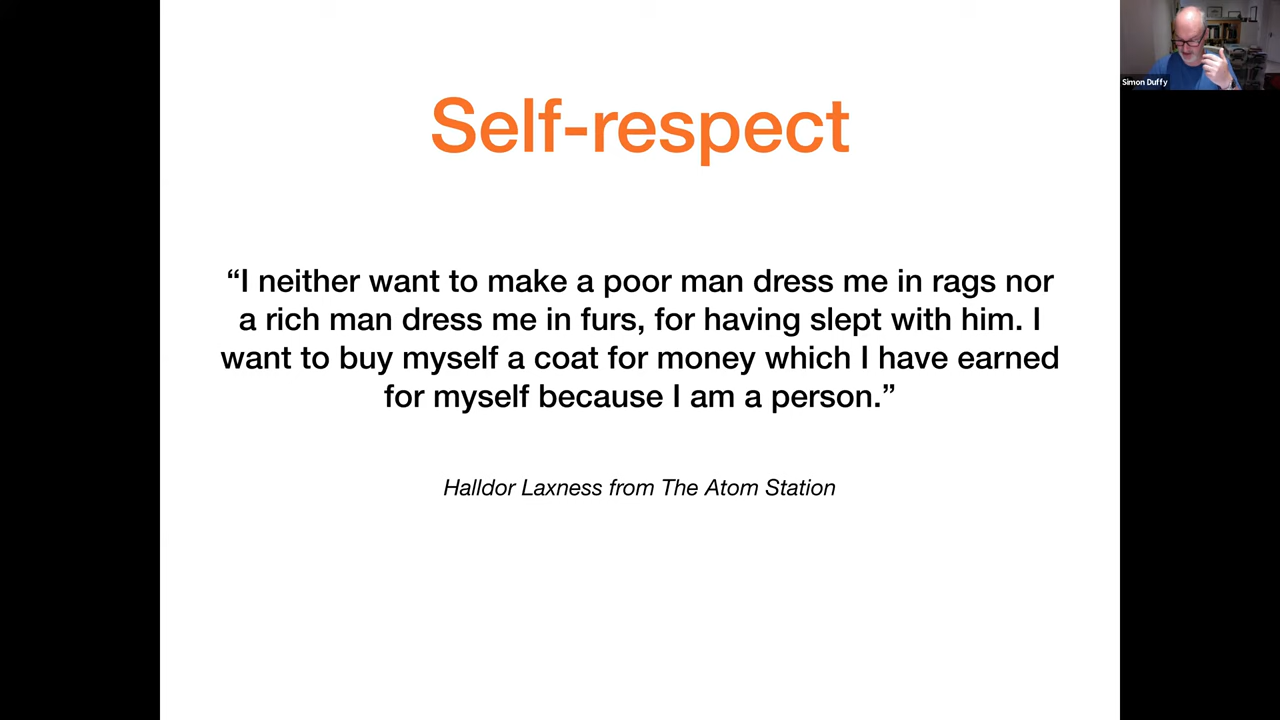 Self-respect
“I neither want to make a poor man dress me in rags nor
a rich man dress me in furs, for having slept with him. I
want to buy myself a coat for money which I have earned
for myself because I am a person.”
Halldor Laxness from The Atom Station
Simon Duffy